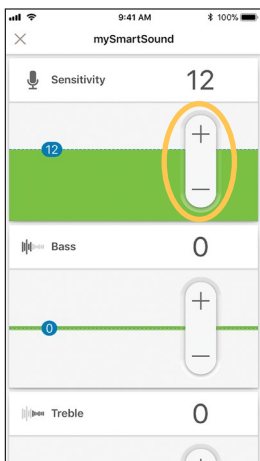 9:41 AM 100%
mySmartSound
Sensitivity 12
+
12
—
Bass 0
+
0
—
Treble 0